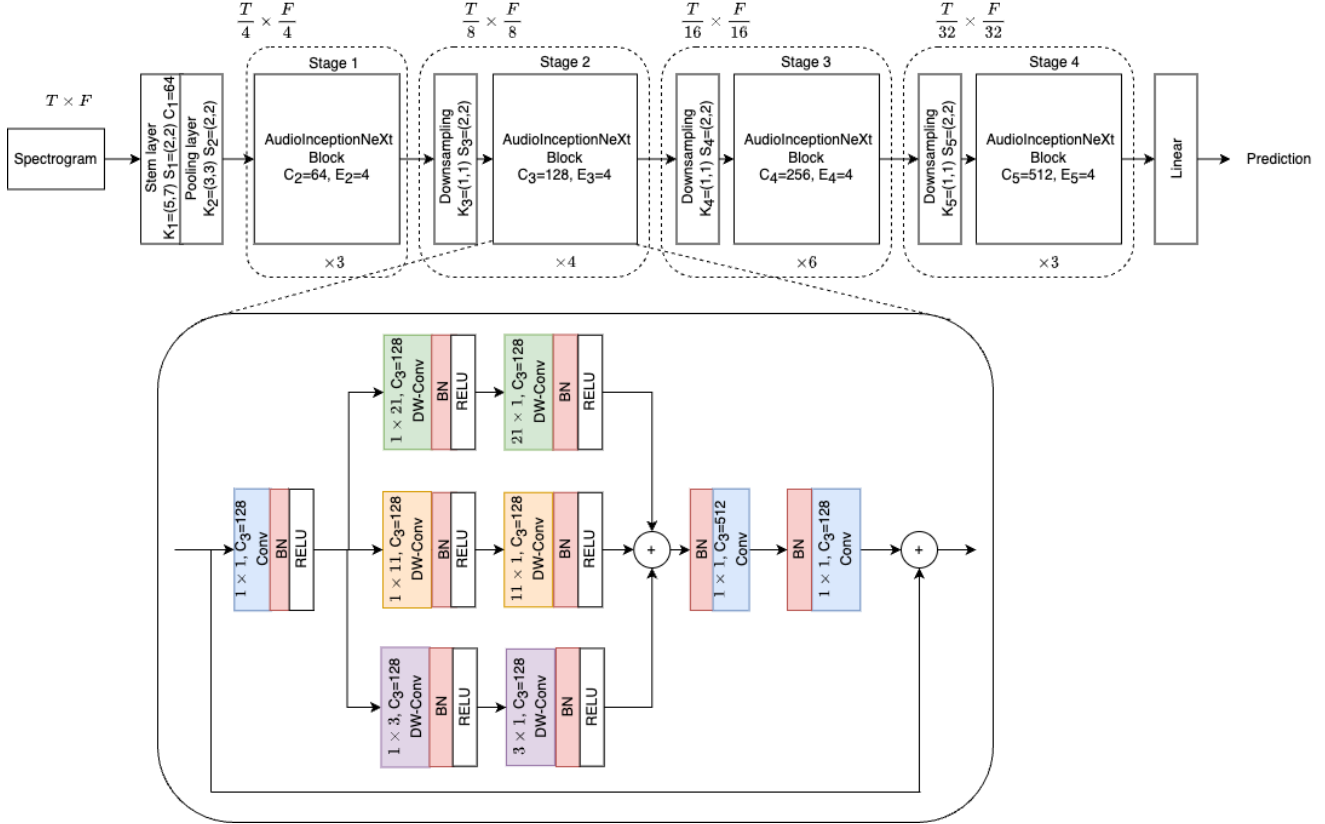 T × F
Spectrogram
Stem layer
K1=(5,7) S1=(2,2) C1=64
Pooling layer
K2=(3,3) S2=(2,2)
T/4 × F/4
Stage 1
AudioInceptionNeXt
Block
C2=64, E2=4
×3
T/8 × F/8
Stage 2
Downsampling
K3=(1,1) S3=(2,2)
AudioInceptionNeXt
Block
C3=128, E3=4
×4
T/16 × F/16
Stage 3
Downsampling
K4=(1,1) S4=(2,2)
AudioInceptionNeXt
Block
C4=256, E4=4
×6
T/32 × F/32
Stage 4
Downsampling
K5=(1,1) S5=(2,2)
AudioInceptionNeXt
Block
C5=512, E5=4
×3
Linear
Prediction
1 × 1, C3=128
Conv
BN
RELU
1 × 21, C3=128
DW-Conv
BN
RELU
21 × 1, C3=128
DW-Conv
BN
RELU
1 × 11, C3=128
DW-Conv
BN
RELU
11 × 1, C3=128
DW-Conv
BN
RELU
1 × 3, C3=128
DW-Conv
BN
RELU
3 × 1, C3=128
DW-Conv
BN
RELU
+
BN
1 × 1, C3=512
Conv
BN
1 × 1, C3=128
Conv
+